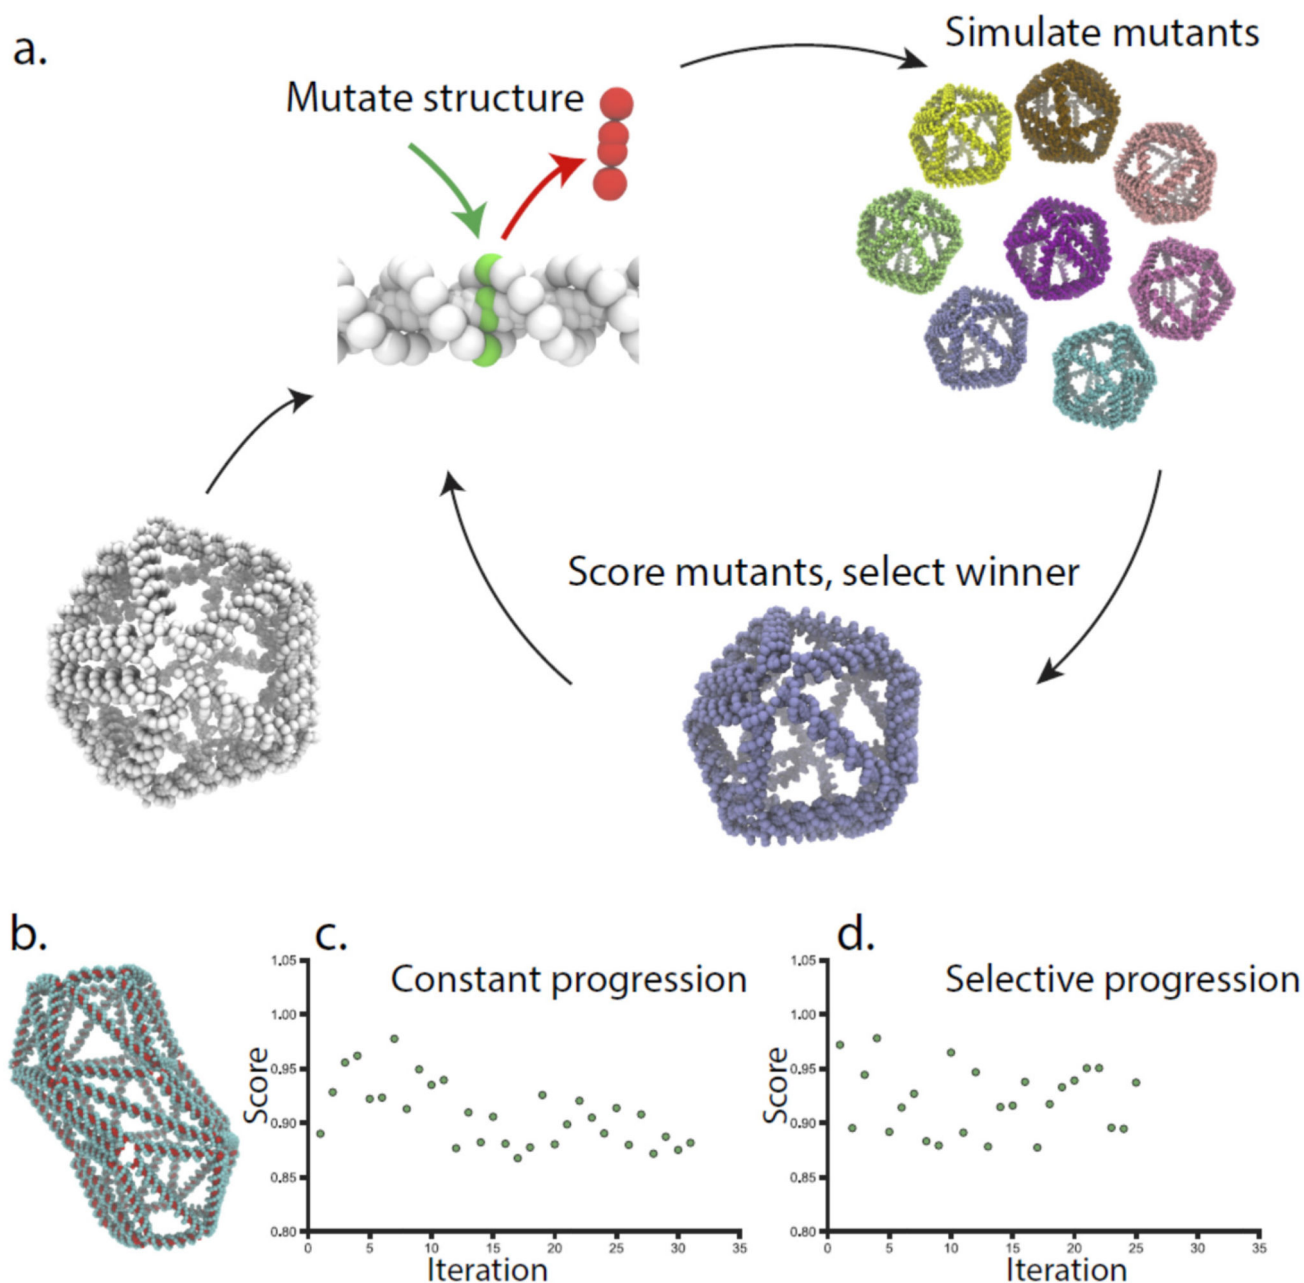 a.
Mutate structure
Simulate mutants
Score mutants, select winner
b.
c.
Constant progression
Score
1.05
1.00
0.95
0.90
0.85
0.80
0 5 10 15 20 25 30 35
Iteration
d.
Selective progression
Score
1.05
1.00
0.95
0.90
0.85
0.80
0 5 10 15 20 25 30 35
Iteration